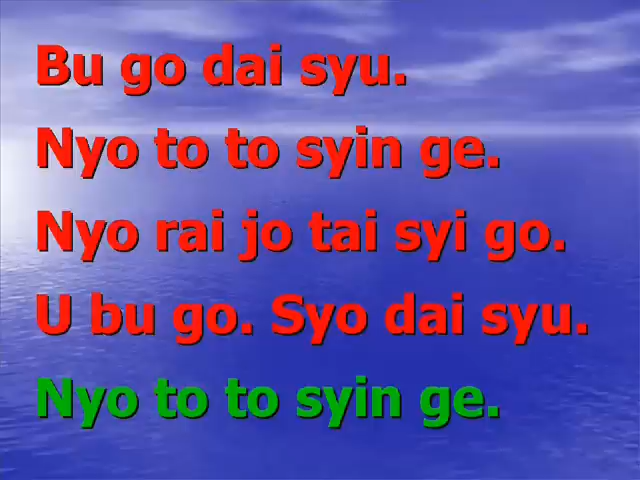 Bu go dai syu.
Nyo to to syin ge.
Nyo rai jo tai syi go.
U bu go. Syo dai syu.
Nyo to to syin ge.